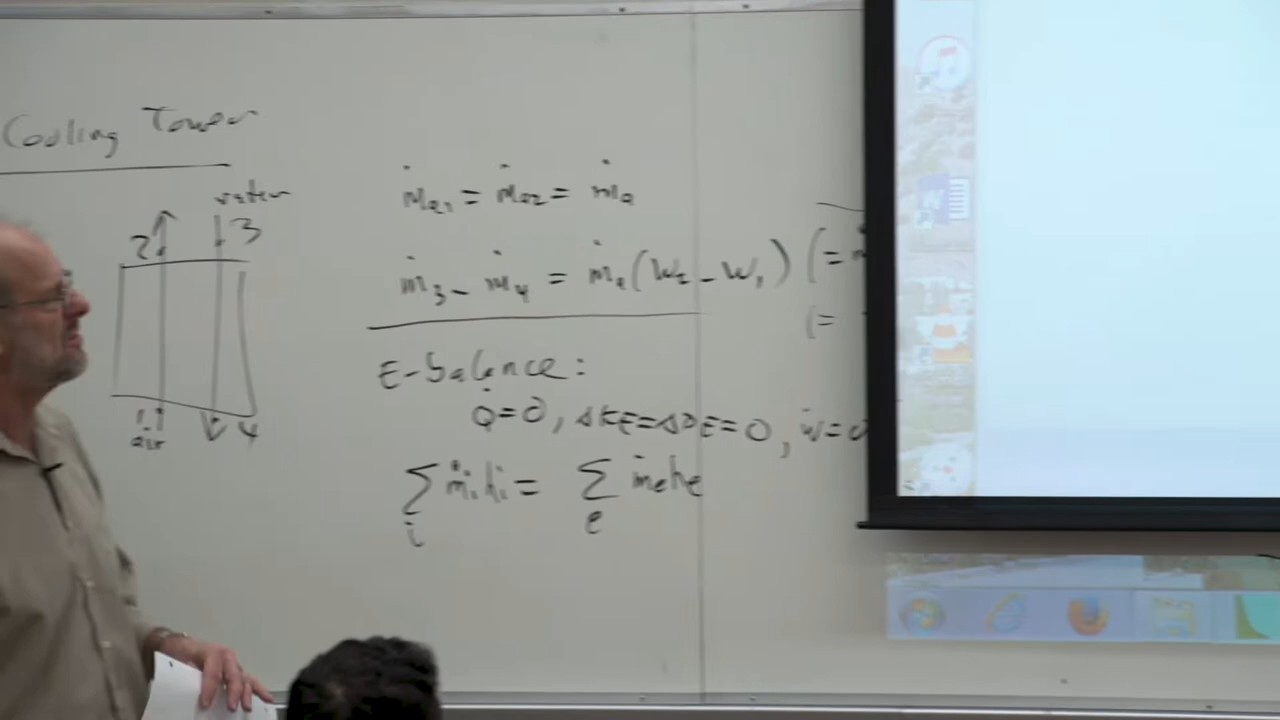 Cooling Tower
water
2 3
1 4
air
ṁa1 = ṁa2 = ṁa
ṁ3 - ṁ4 = ṁa(W2 - W1) (= ṁ
(=
E-balance:
Q̇=0, ΔKE=ΔPE=0, Ẇ=0
∑ ṁihi = ∑ ṁehe
i e
W